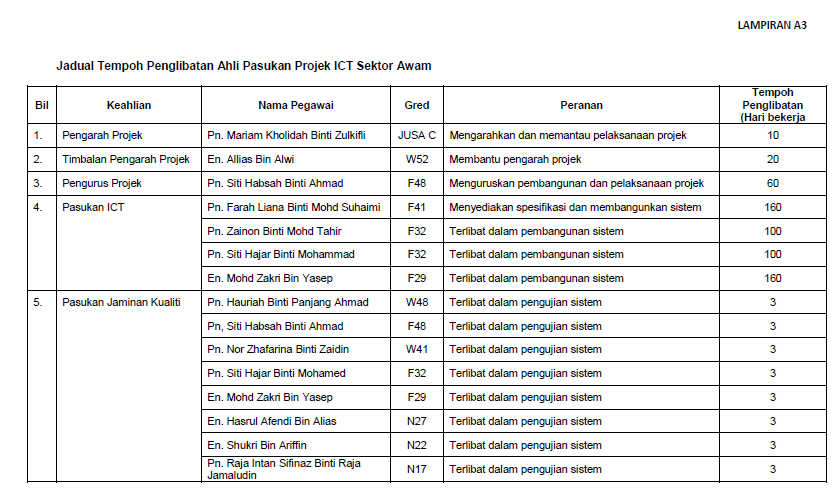 LAMPIRAN A3
Jadual Tempoh Penglibatan Ahli Pasukan Projek ICT Sektor Awam
Bil Keahlian Nama Pegawai Gred Peranan Tempoh Penglibatan (Hari bekerja
1. Pengarah Projek Pn. Mariam Kholidah Binti Zulkifli JUSA C Mengarahkan dan memantau pelaksanaan projek 10
2. Timbalan Pengarah Projek En. Allias Bin Alwi W52 Membantu pengarah projek 20
3. Pengurus Projek Pn. Siti Habsah Binti Ahmad F48 Menguruskan pembangunan dan pelaksanaan projek 60
4. Pasukan ICT Pn. Farah Liana Binti Mohd Suhaimi F41 Menyediakan spesifikasi dan membangunkan sistem 160
Pn. Zainon Binti Mohd Tahir F32 Terlibat dalam pembangunan sistem 100
Pn. Siti Hajar Binti Mohammad F32 Terlibat dalam pembangunan sistem 100
En. Mohd Zakri Bin Yasep F29 Terlibat dalam pembangunan sistem 160
5. Pasukan Jaminan Kualiti Pn. Hauriah Binti Panjang Ahmad W48 Terlibat dalam pengujian sistem 3
Pn, Siti Habsah Binti Ahmad F48 Terlibat dalam pengujian sistem 3
Pn. Nor Zhafarina Binti Zaidin W41 Terlibat dalam pengujian sistem 3
Pn. Siti Hajar Binti Mohamed F32 Terlibat dalam pengujian sistem 3
En. Mohd Zakri Bin Yasep F29 Terlibat dalam pengujian sistem 3
En. Hasrul Afendi Bin Alias N27 Terlibat dalam pengujian sistem 3
En. Shukri Bin Ariffin N22 Terlibat dalam pengujian sistem 3
Pn. Raja Intan Sifinaz Binti Raja Jamaludin N17 Terlibat dalam pengujian sistem 3